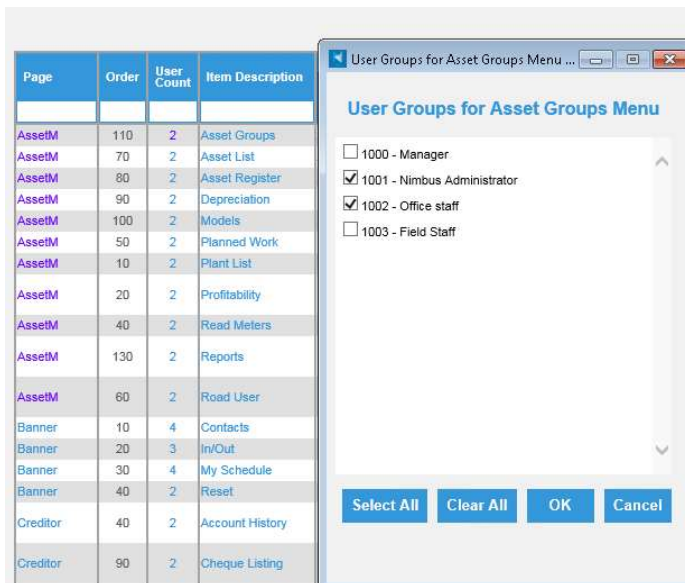 Page Order User Count Item Description
AssetM 110 2 Asset Groups
AssetM 70 2 Asset List
AssetM 80 2 Asset Register
AssetM 90 2 Depreciation
AssetM 100 2 Models
AssetM 50 2 Planned Work
AssetM 10 2 Plant List
AssetM 20 2 Profitability
AssetM 40 2 Read Meters
AssetM 130 2 Reports
AssetM 60 2 Road User
Banner 10 4 Contacts
Banner 20 3 In/Out
Banner 30 4 My Schedule
Banner 40 2 Reset
Creditor 40 2 Account History
Creditor 90 2 Cheque Listing
User Groups for Asset Groups Menu ...
User Groups for Asset Groups Menu
1000 - Manager
1001 - Nimbus Administrator
1002 - Office staff
1003 - Field Staff
Select All Clear All OK Cancel